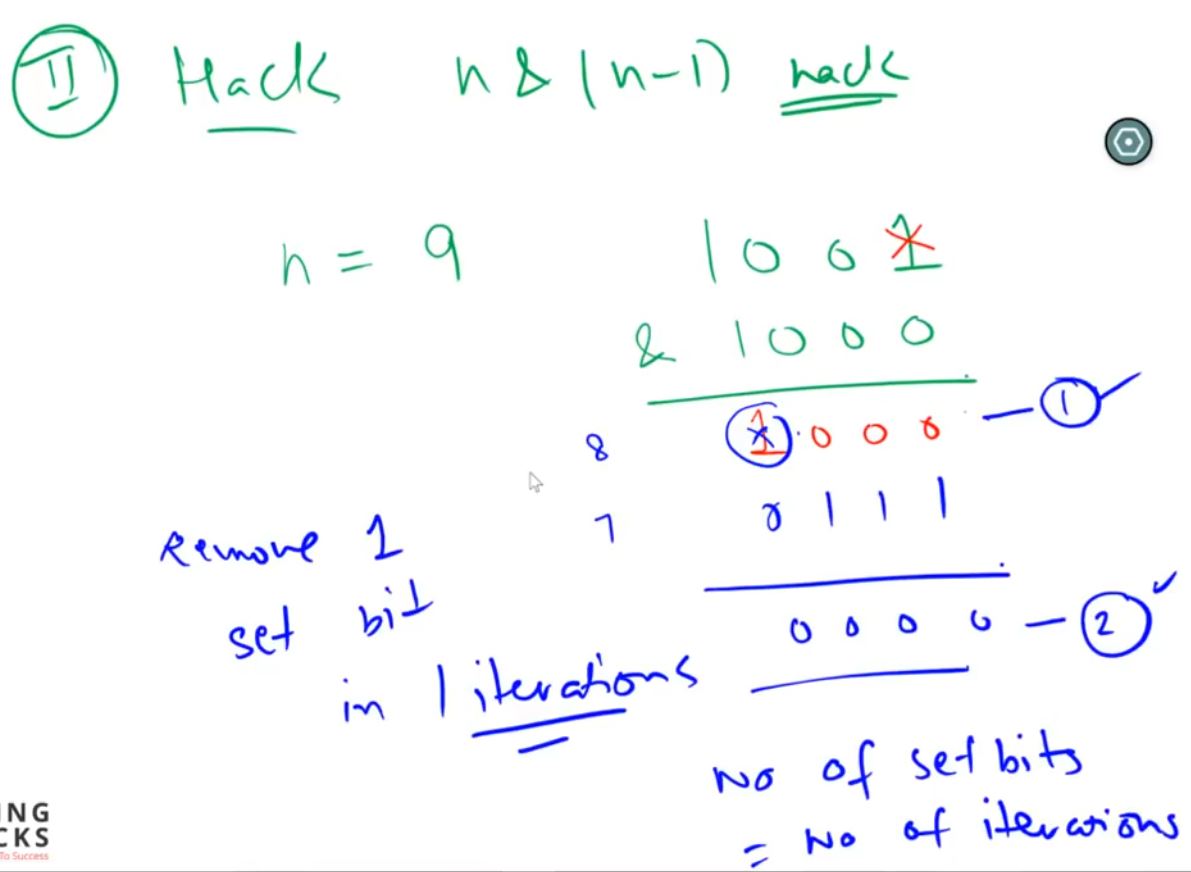 II Hack n & (n-1) hack
n = 9 1 0 0 1
& 1 0 0 0
8 1 0 0 0 — 1
7 0 1 1 1
Remove 1
set bit
0 0 0 0 — 2
in 1 iterations
No of set bits
= No of iterations
ING
CKS
To Success